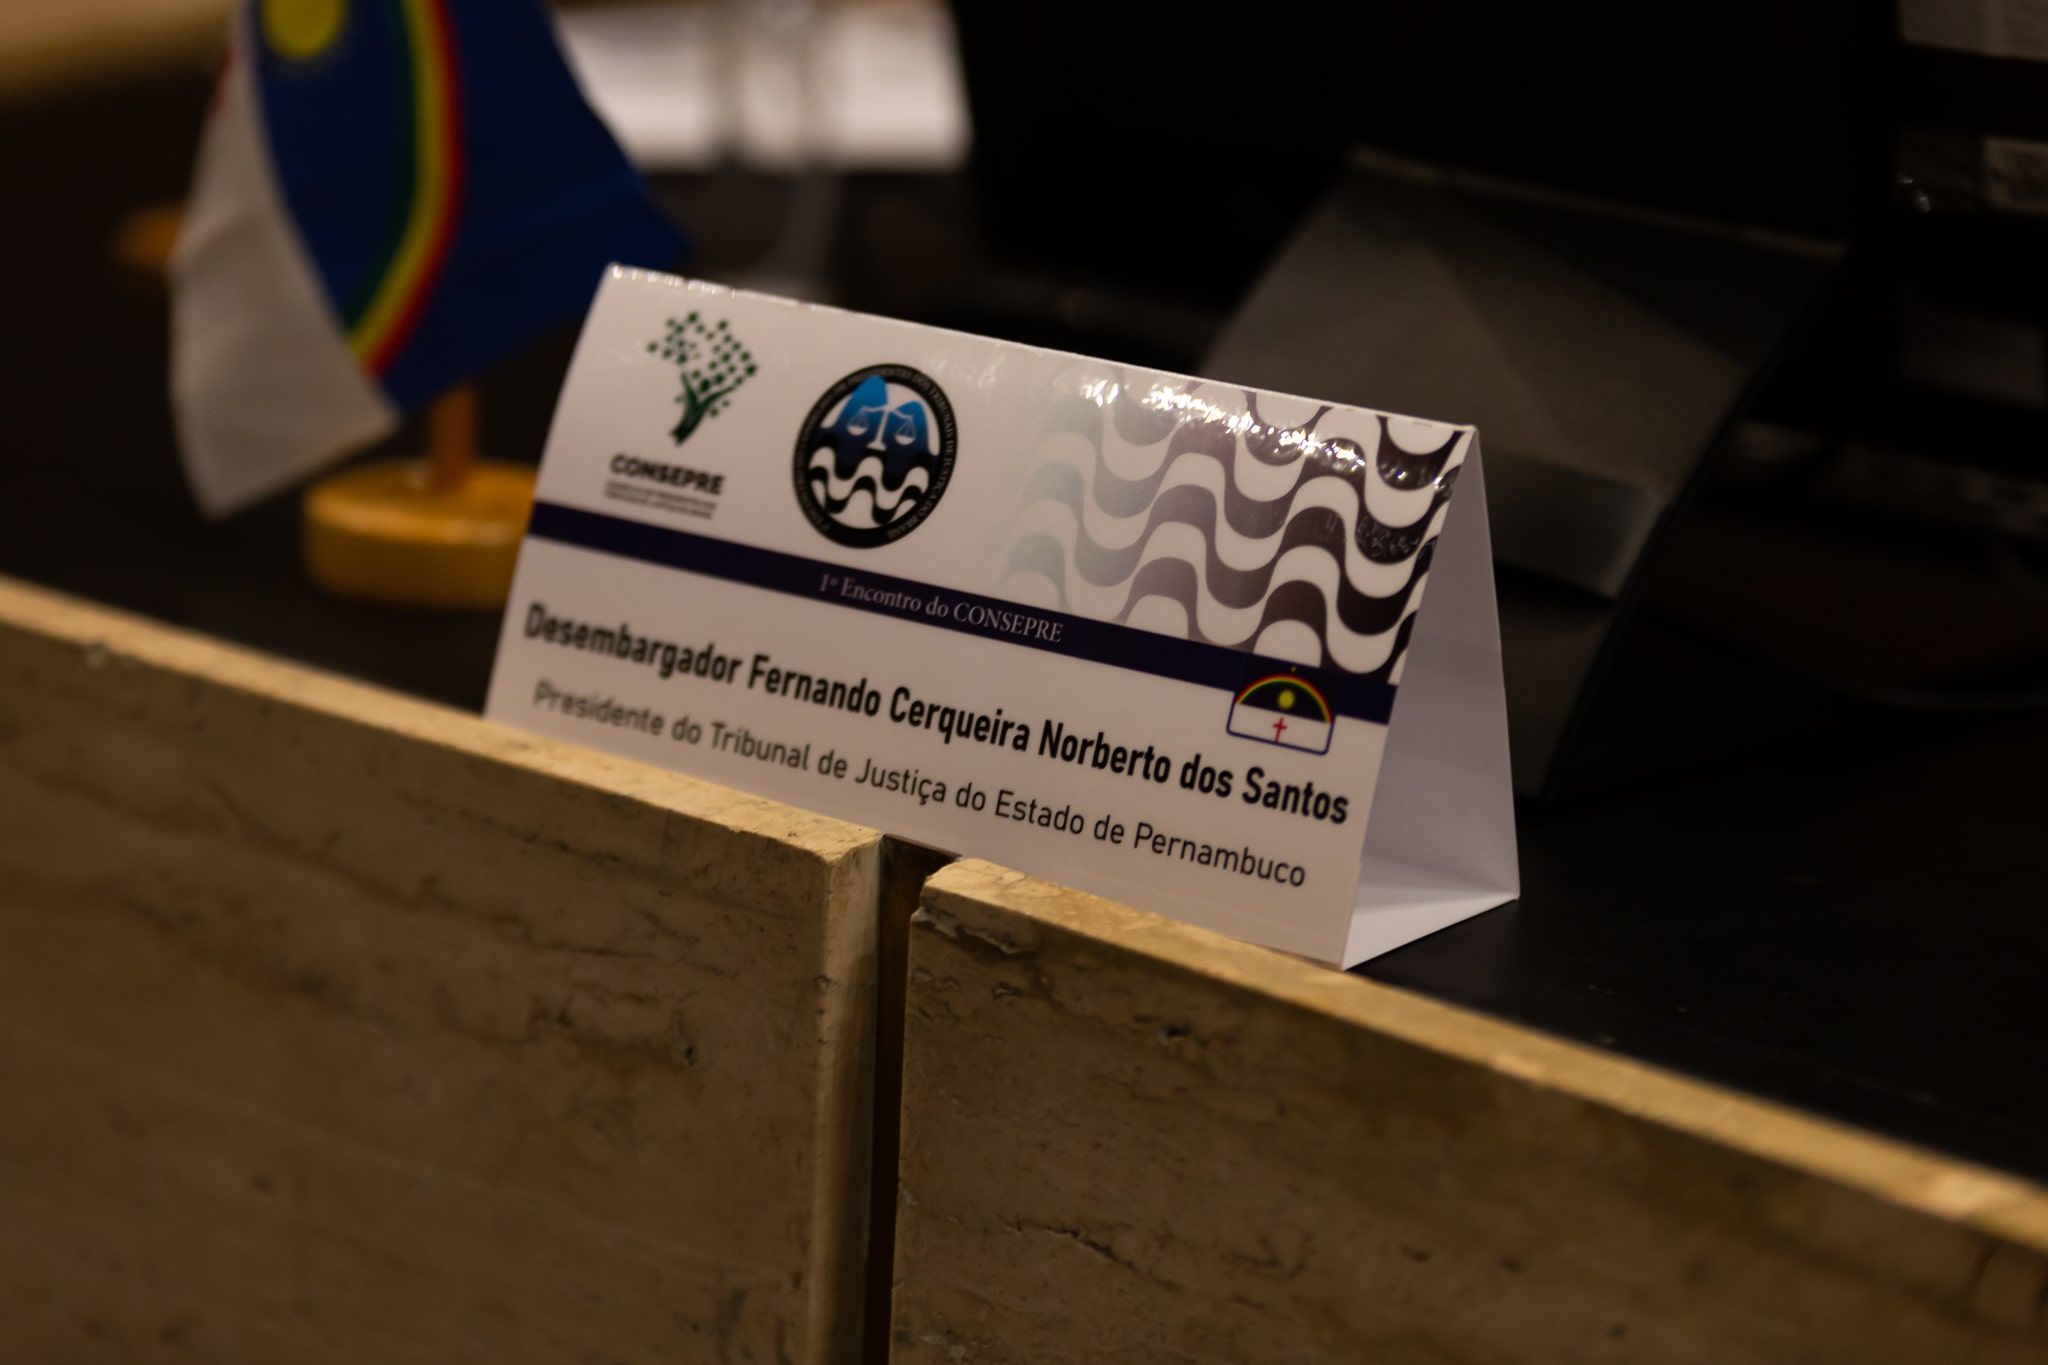 CONSEPRE
1º Encontro do CONSEPRE
Desembargador Fernando Cerqueira Norberto dos Santos
Presidente do Tribunal de Justiça do Estado de Pernambuco